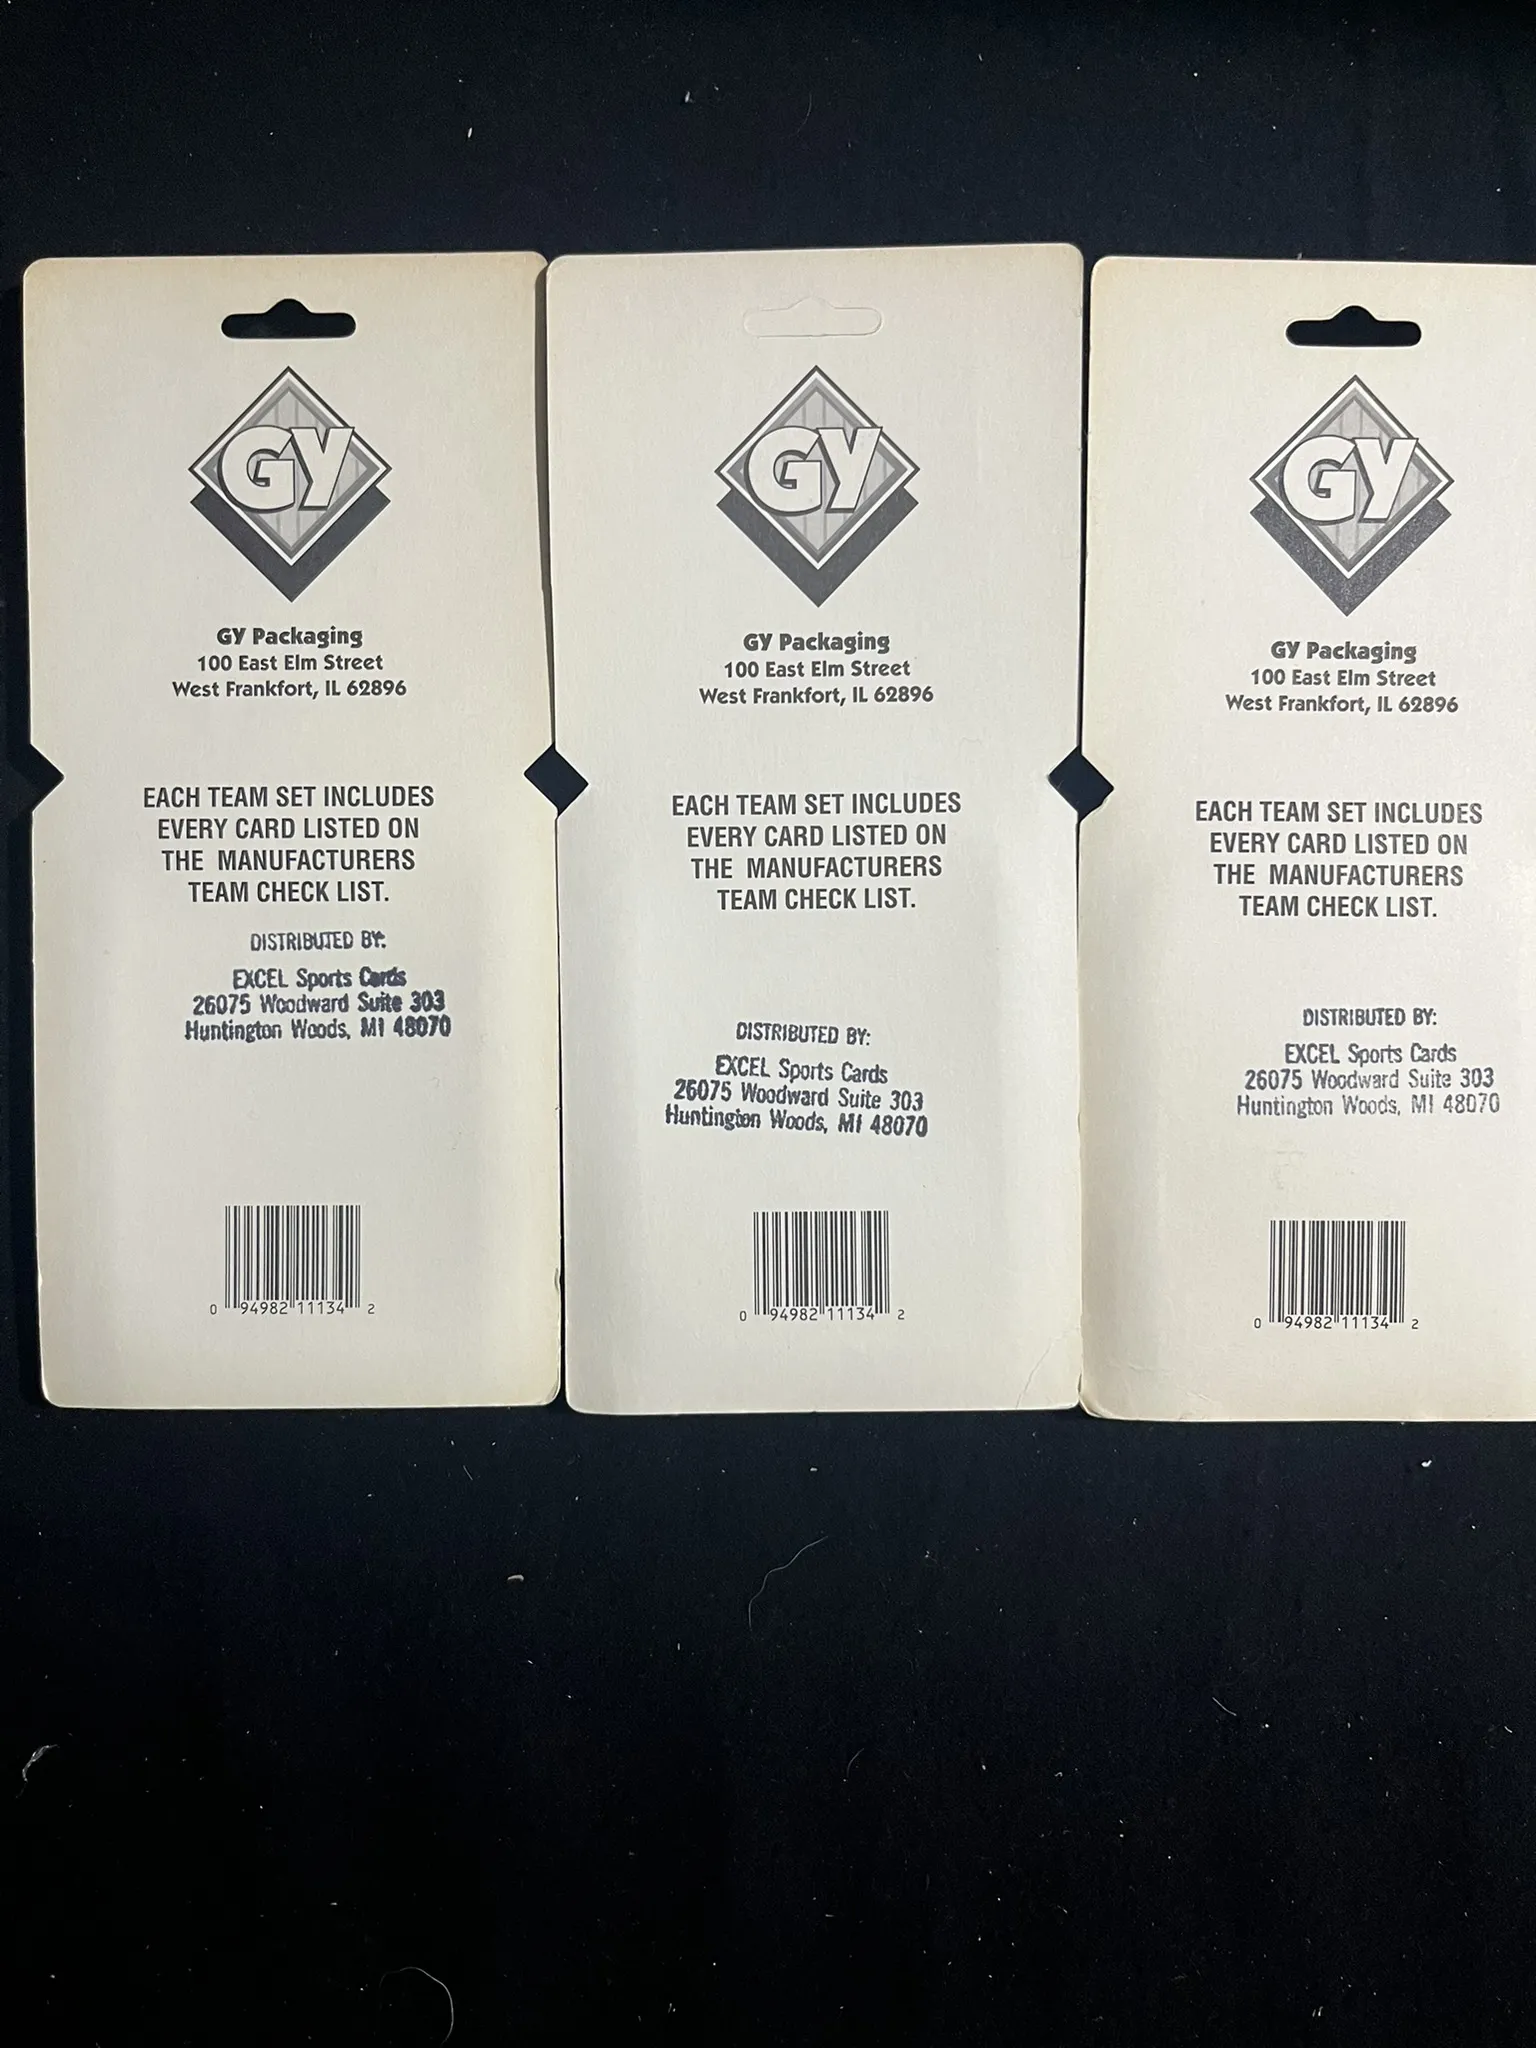 GY
GY Packaging
100 East Elm Street
West Frankfort, IL 62896
EACH TEAM SET INCLUDES
EVERY CARD LISTED ON
THE MANUFACTURERS
TEAM CHECK LIST.
DISTRIBUTED BY:
EXCEL Sports Cards
26075 Woodward Suite 303
Huntington Woods, MI 48070
0 94982 11134 2
GY
GY Packaging
100 East Elm Street
West Frankfort, IL 62896
EACH TEAM SET INCLUDES
EVERY CARD LISTED ON
THE MANUFACTURERS
TEAM CHECK LIST.
DISTRIBUTED BY:
EXCEL Sports Cards
26075 Woodward Suite 303
Huntington Woods, MI 48070
0 94982 11134 2
GY
GY Packaging
100 East Elm Street
West Frankfort, IL 62896
EACH TEAM SET INCLUDES
EVERY CARD LISTED ON
THE MANUFACTURERS
TEAM CHECK LIST.
DISTRIBUTED BY:
EXCEL Sports Cards
26075 Woodward Suite 303
Huntington Woods, MI 48070
0 94982 11134 2